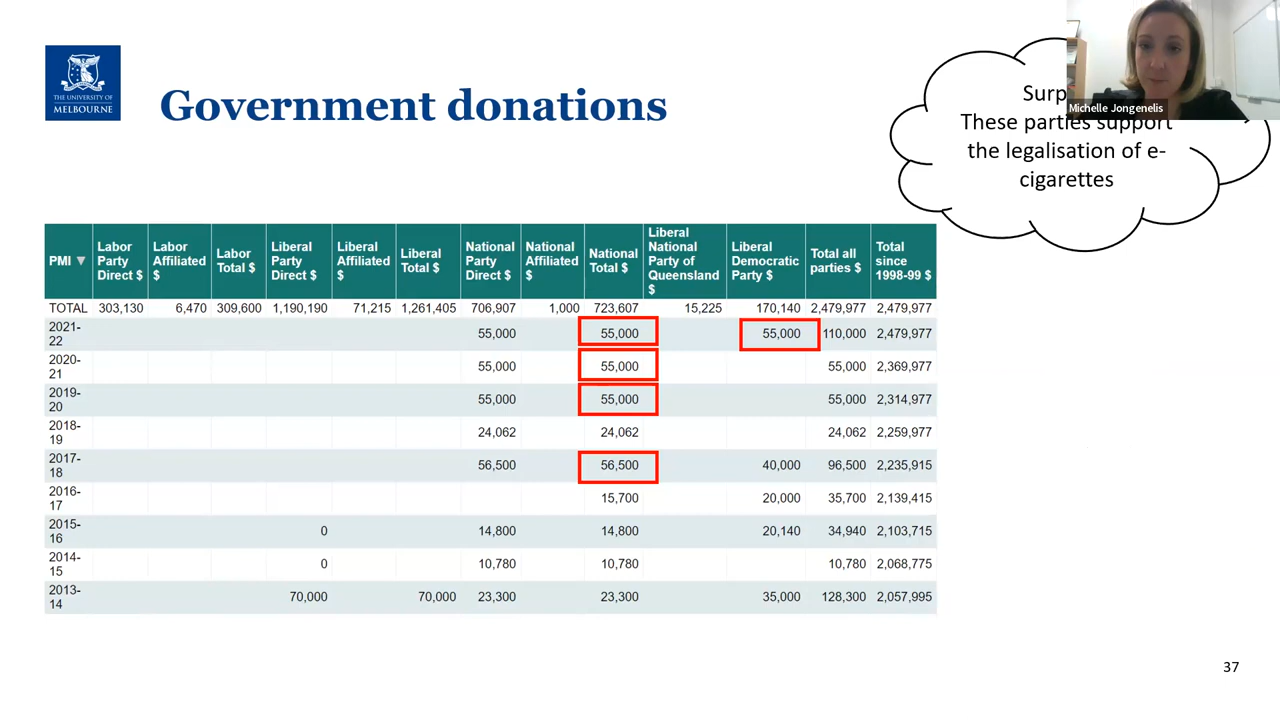 THE UNIVERSITY OF
MELBOURNE
Government donations
Michelle Jongenelis
These parties support
the legalisation of e-
cigarettes
PMI ▼ Labor Party Direct $ Labor Affiliated $ Labor Total $ Liberal Party Direct $ Liberal Affiliated $ Liberal Total $ National Party Direct $ National Affiliated $ National Total $ Liberal National Party of Queensland $ Liberal Democratic Party $ Total all parties $ Total since 1998-99 $
TOTAL 303,130 6,470 309,600 1,190,190 71,215 1,261,405 706,907 1,000 723,607 15,225 170,140 2,479,977 2,479,977
2021-22 55,000 55,000 55,000 110,000 2,479,977
2020-21 55,000 55,000 55,000 2,369,977
2019-20 55,000 55,000 55,000 2,314,977
2018-19 24,062 24,062 24,062 2,259,977
2017-18 56,500 56,500 40,000 96,500 2,235,915
2016-17 15,700 20,000 35,700 2,139,415
2015-16 0 14,800 14,800 20,140 34,940 2,103,715
2014-15 0 10,780 10,780 10,780 2,068,775
2013-14 70,000 70,000 23,300 23,300 35,000 128,300 2,057,995
37